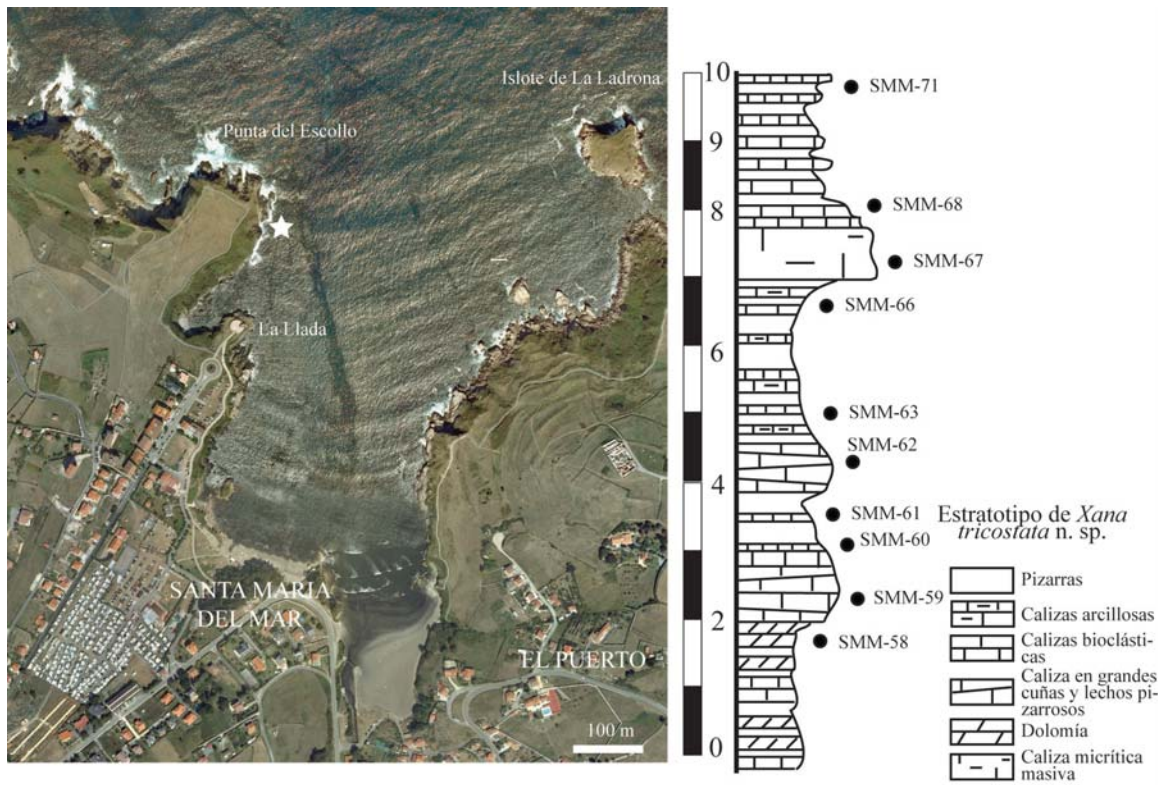 Islote de La Ladrona
Punta del Escollo
La Llada
SANTA MARIA
DEL MAR
EL PUERTO
100 m
10
9
8
6
4
2
0
SMM-71
SMM-68
SMM-67
SMM-66
SMM-63
SMM-62
SMM-61
SMM-60
SMM-59
SMM-58
Estratotipo de Xana
tricostata n. sp.
Pizarras
Calizas arcillosas
Calizas bioclásti-
cas
Caliza en grandes
cuñas y lechos pi-
zarrosos
Dolomía
Caliza micrítica
masiva